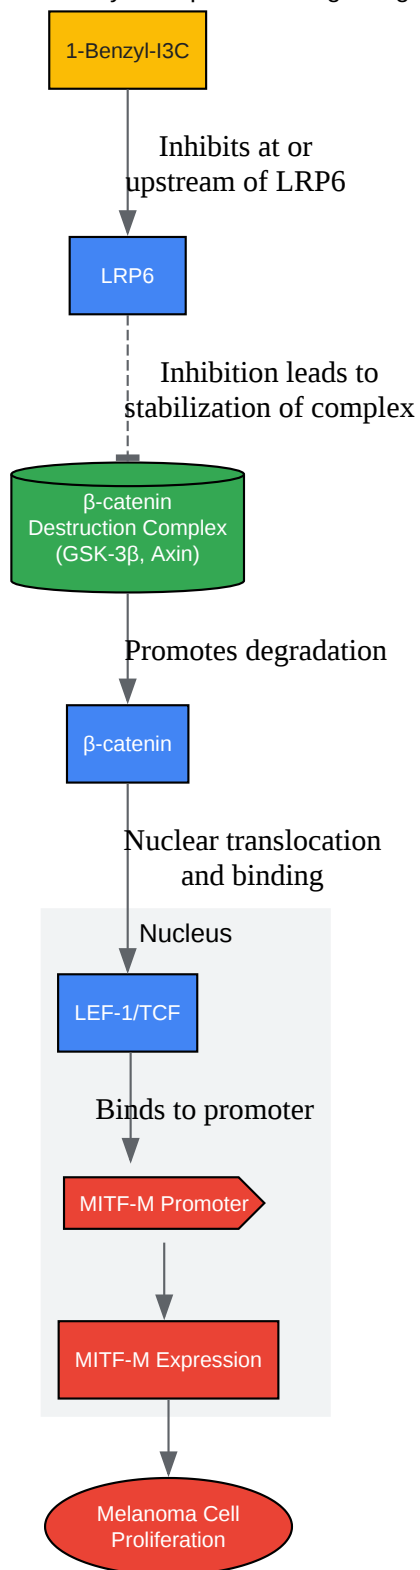 1-Benzyl-I3C
Inhibits at or
upstream of LRP6
LRP6
Inhibition leads to
stabilization of complex
β-catenin
Destruction Complex
(GSK-3β, Axin)
Promotes degradation
β-catenin
Nuclear translocation
and binding
Nucleus
LEF-1/TCF
Binds to promoter
MITF-M Promoter
MITF-M Expression
Melanoma Cell
Proliferation